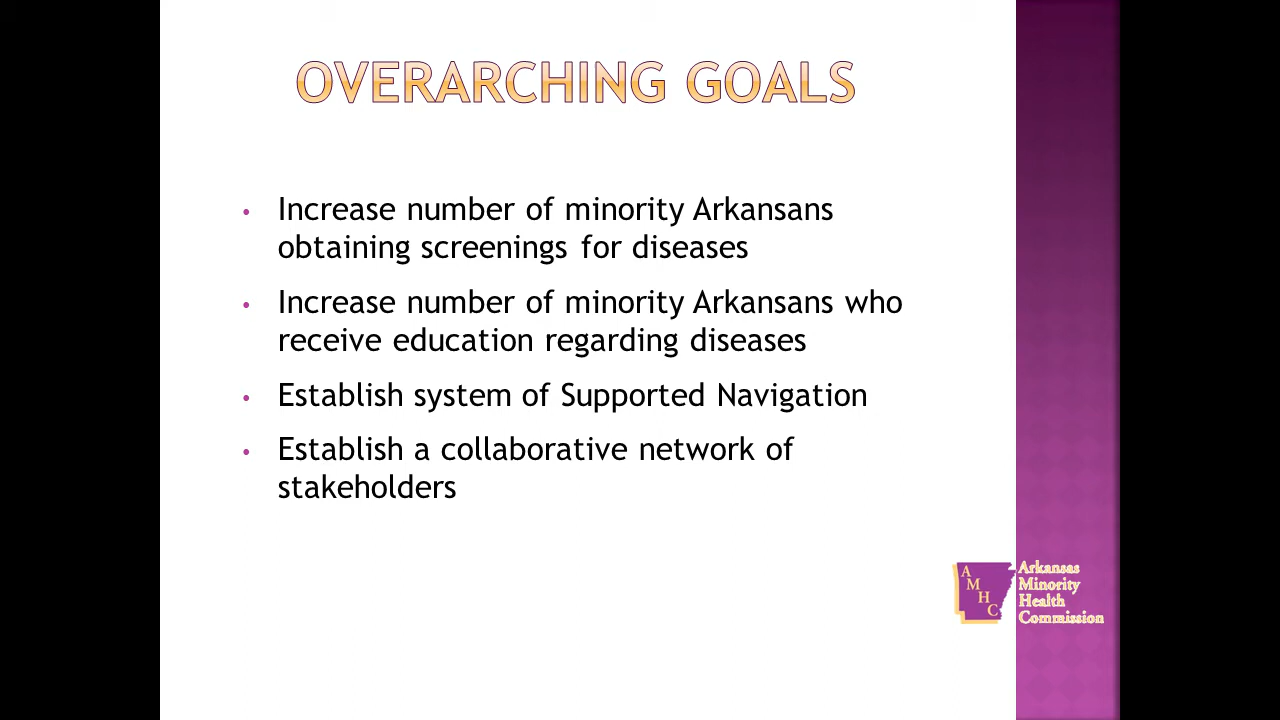 OVERARCHING GOALS
• Increase number of minority Arkansans
obtaining screenings for diseases
• Increase number of minority Arkansans who
receive education regarding diseases
• Establish system of Supported Navigation
• Establish a collaborative network of
stakeholders
A
M
H
C
Arkansas
Minority
Health
Commission